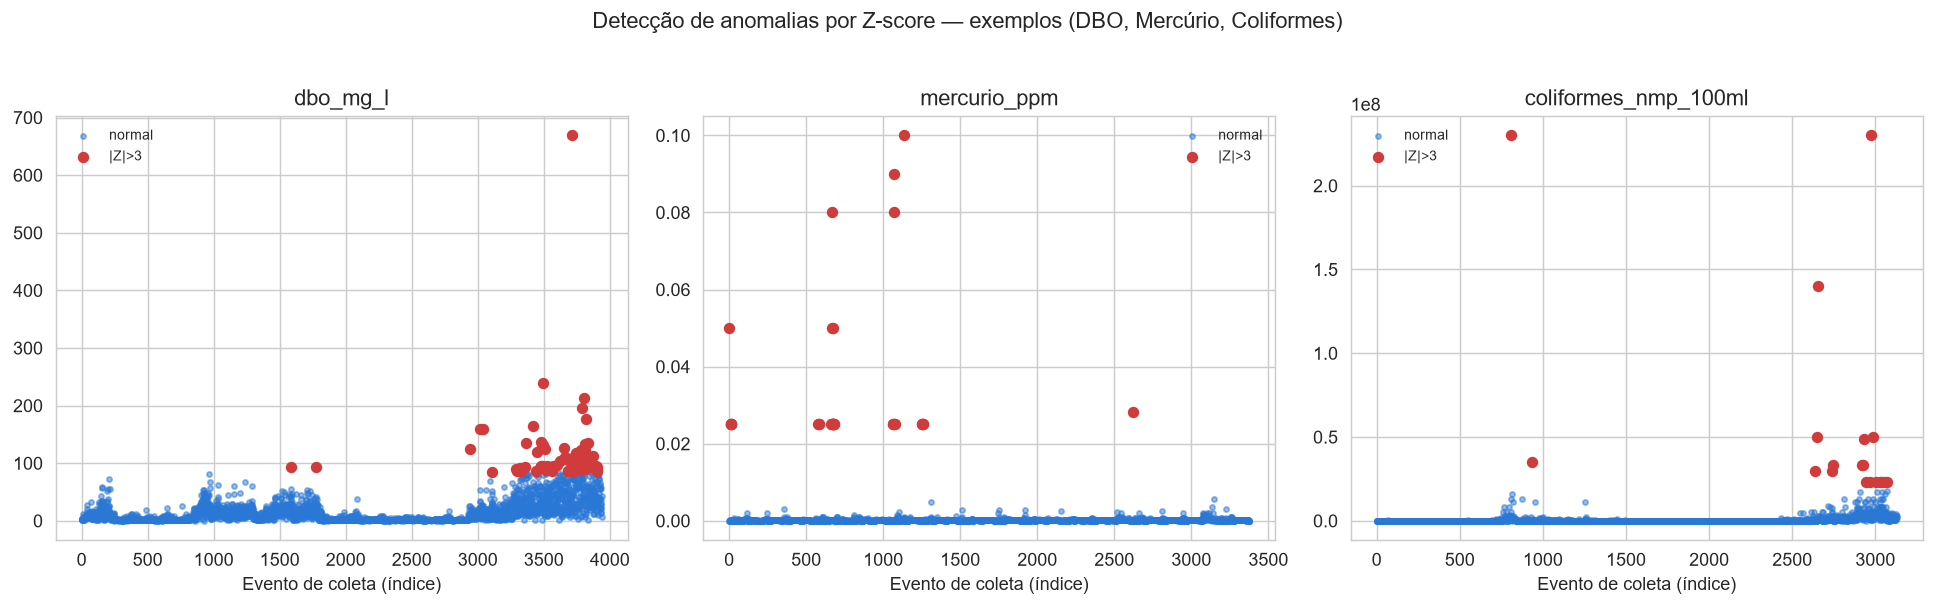 Detecção de anomalias por Z-score — exemplos (DBO, Mercúrio, Coliformes)
dbo_mg_l
700
600
500
400
300
200
100
0
normal
|Z|>3
0 500 1000 1500 2000 2500 3000 3500 4000
Evento de coleta (índice)
mercurio_ppm
0.10
0.08
0.06
0.04
0.02
0.00
normal
|Z|>3
0 500 1000 1500 2000 2500 3000 3500
Evento de coleta (índice)
coliformes_nmp_100ml
1e8
2.0
1.5
1.0
0.5
0.0
normal
|Z|>3
0 500 1000 1500 2000 2500 3000
Evento de coleta (índice)